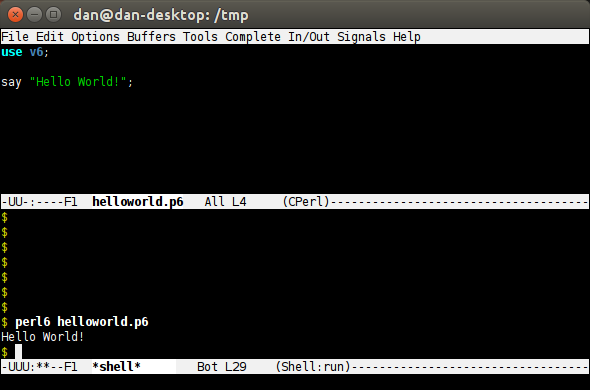 dan@dan-desktop: /tmp
File Edit Options Buffers Tools Complete In/Out Signals Help
use v6;
say "Hello World!";
-UU-:----F1  helloworld.p6   All L4     (CPerl)-------------------------------------
$
$
$
$
$
$
$
$ perl6 helloworld.p6
Hello World!
$
-UUU:**--F1  *shell*        Bot L29    (Shell:run)----------------------------------